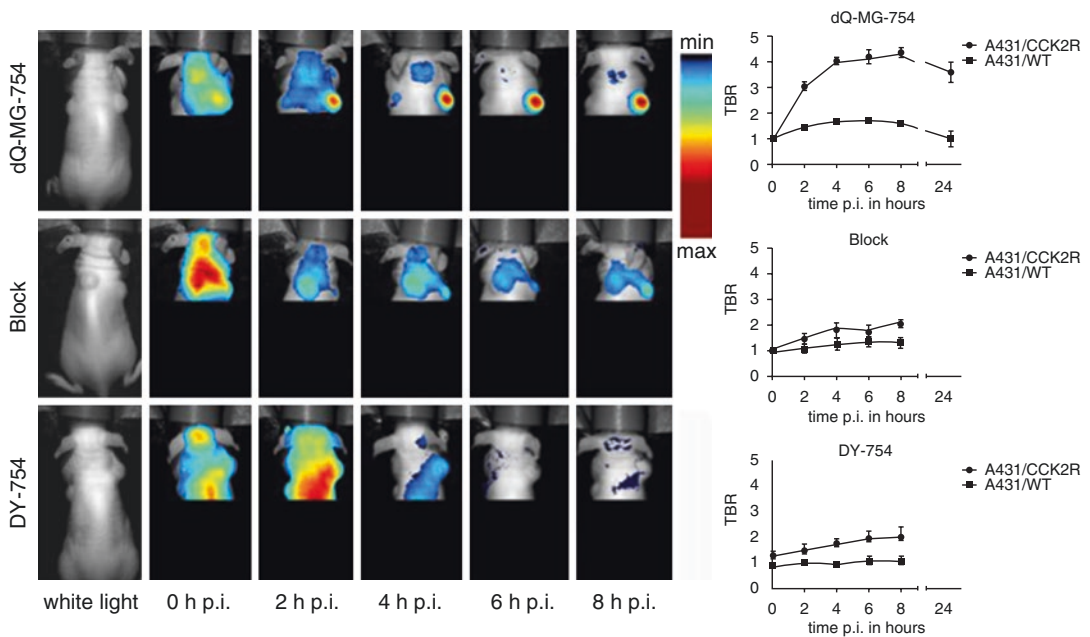 dQ-MG-754
Block
DY-754
white light
0 h p.i.
2 h p.i.
4 h p.i.
6 h p.i.
8 h p.i.
min
max
dQ-MG-754
TBR
5
4
3
2
1
0
0 2 4 6 8 24
time p.i. in hours
A431/CCK2R
A431/WT
Block
TBR
5
4
3
2
1
0
0 2 4 6 8 24
time p.i. in hours
A431/CCK2R
A431/WT
DY-754
TBR
5
4
3
2
1
0
0 2 4 6 8 24
time p.i. in hours
A431/CCK2R
A431/WT